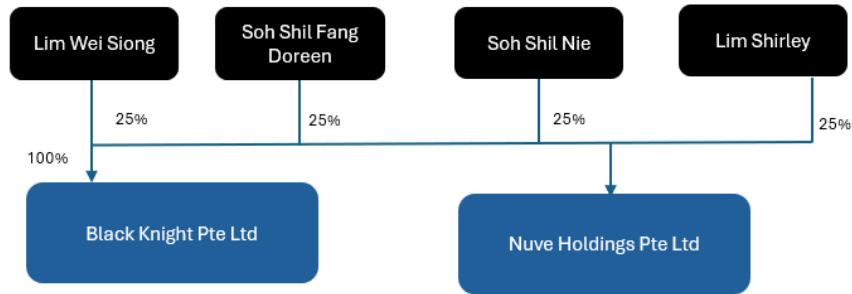 Lim Wei Siong
Soh Shil Fang
Doreen
Soh Shil Nie
Lim Shirley
25%
25%
25%
25%
100%
Black Knight Pte Ltd
Nuve Holdings Pte Ltd